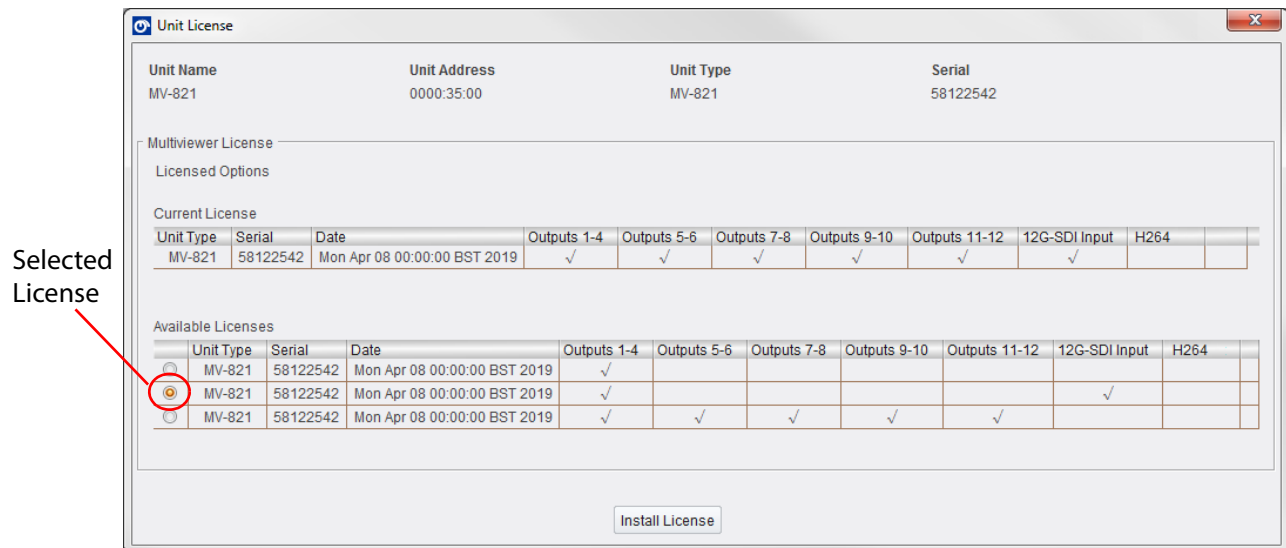 Unit License
Unit Name Unit Address Unit Type Serial
MV-821 0000:35:00 MV-821 58122542
Multiviewer License
Licensed Options
Current License
Unit Type Serial Date Outputs 1-4 Outputs 5-6 Outputs 7-8 Outputs 9-10 Outputs 11-12 12G-SDI Input H264
MV-821 58122542 Mon Apr 08 00:00:00 BST 2019 √ √ √ √ √ √
Selected
License
Available Licenses
Unit Type Serial Date Outputs 1-4 Outputs 5-6 Outputs 7-8 Outputs 9-10 Outputs 11-12 12G-SDI Input H264
MV-821 58122542 Mon Apr 08 00:00:00 BST 2019 √
MV-821 58122542 Mon Apr 08 00:00:00 BST 2019 √ √
MV-821 58122542 Mon Apr 08 00:00:00 BST 2019 √ √ √ √ √
Install License